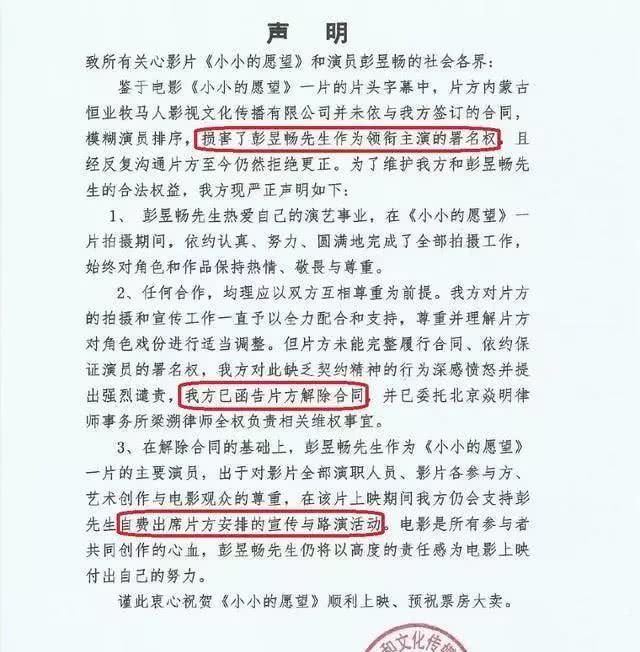 声 明
致所有关心影片《小小的愿望》和演员彭昱畅的社会各界：
鉴于电影《小小的愿望》一片的片头字幕中，片方内蒙古
恒业牧马人影视文化传播有限公司并未依与我方签订的合同，
模糊演员排序，损害了彭昱畅先生作为领衔主演的署名权，且
经反复沟通片方至今仍然拒绝更正。为了维护我方和彭昱畅先
生的合法权益，我方现严正声明如下：
1、 彭昱畅先生热爱自己的演艺事业，在《小小的愿望》一
片拍摄期间，依约认真、努力、圆满地完成了全部拍摄工作，
始终对角色和作品保持热情、敬畏与尊重。
2、任何合作，均理应以双方互相尊重为前提。我方对片方
的拍摄和宣传工作一直予以全力配合和支持，尊重并理解片方
对角色戏份进行适当调整。但片方未能完整履行合同、依约保
证演员的署名权，我方对此缺乏契约精神的行为深感愤怒并提
出强烈谴责，我方已函告片方解除合同，并已委托北京焱明律
师事务所梁溯律师全权负责相关维权事宜。
3、在解除合同的基础上，彭昱畅先生作为《小小的愿望》
一片的主要演员，出于对影片全部演职人员、影片各参与方、
艺术创作与电影观众的尊重，在该片上映期间我方仍会支持彭
先生自费出席片方安排的宣传与路演活动。电影是所有参与者
共同创作的心血，彭昱畅先生仍将以高度的责任感为电影上映
付出自己的努力。
谨此衷心祝贺《小小的愿望》顺利上映、预祝票房大卖。
和文化传媒